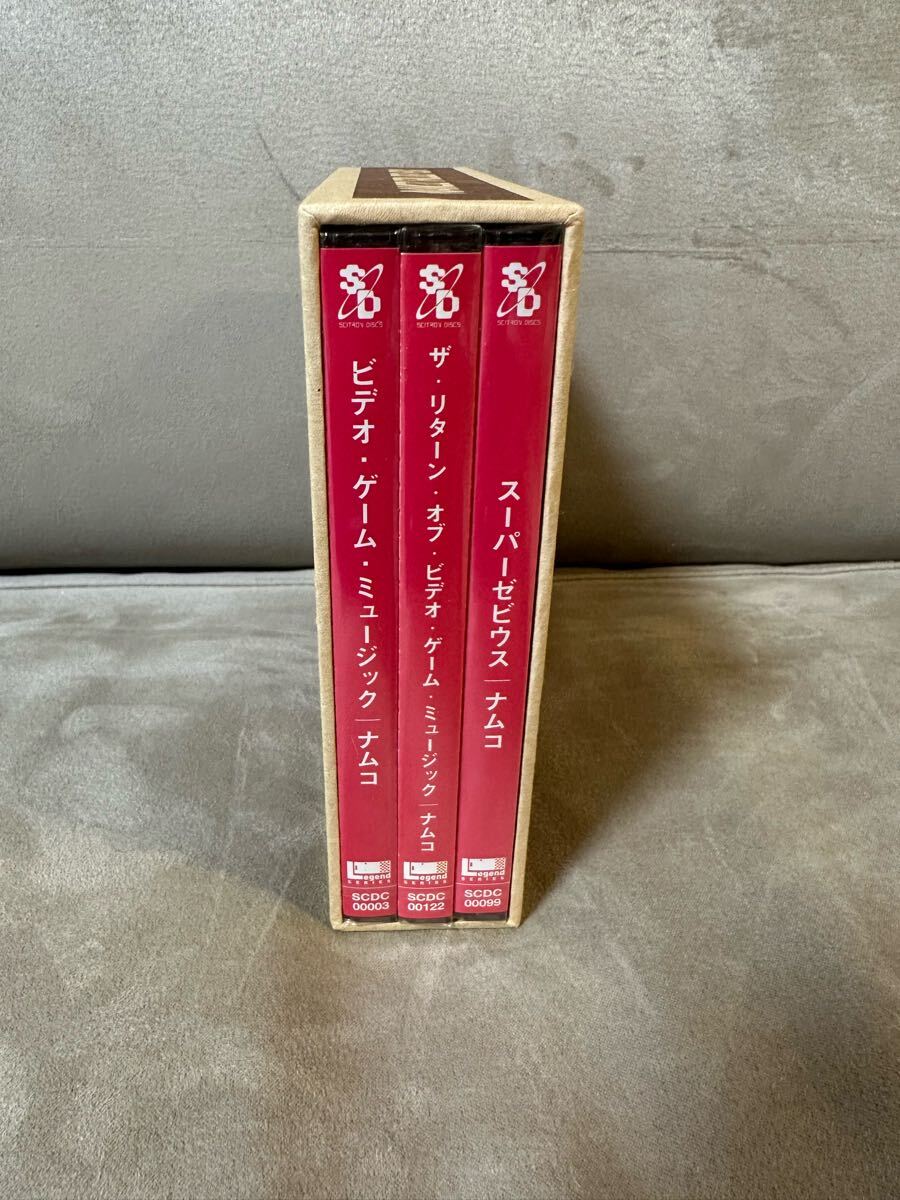 SD
SCITRON DISCS
ビデオ・ゲーム・ミュージック|ナムコ
Legend
SERIES
SCDC
00003
SD
SCITRON DISCS
ザ・リターン・オブ・ビデオ・ゲーム・ミュージック|ナムコ
Legend
SERIES
SCDC
00122
SD
SCITRON DISCS
スーパーゼビウス|ナムコ
Legend
SERIES
SCDC
00099